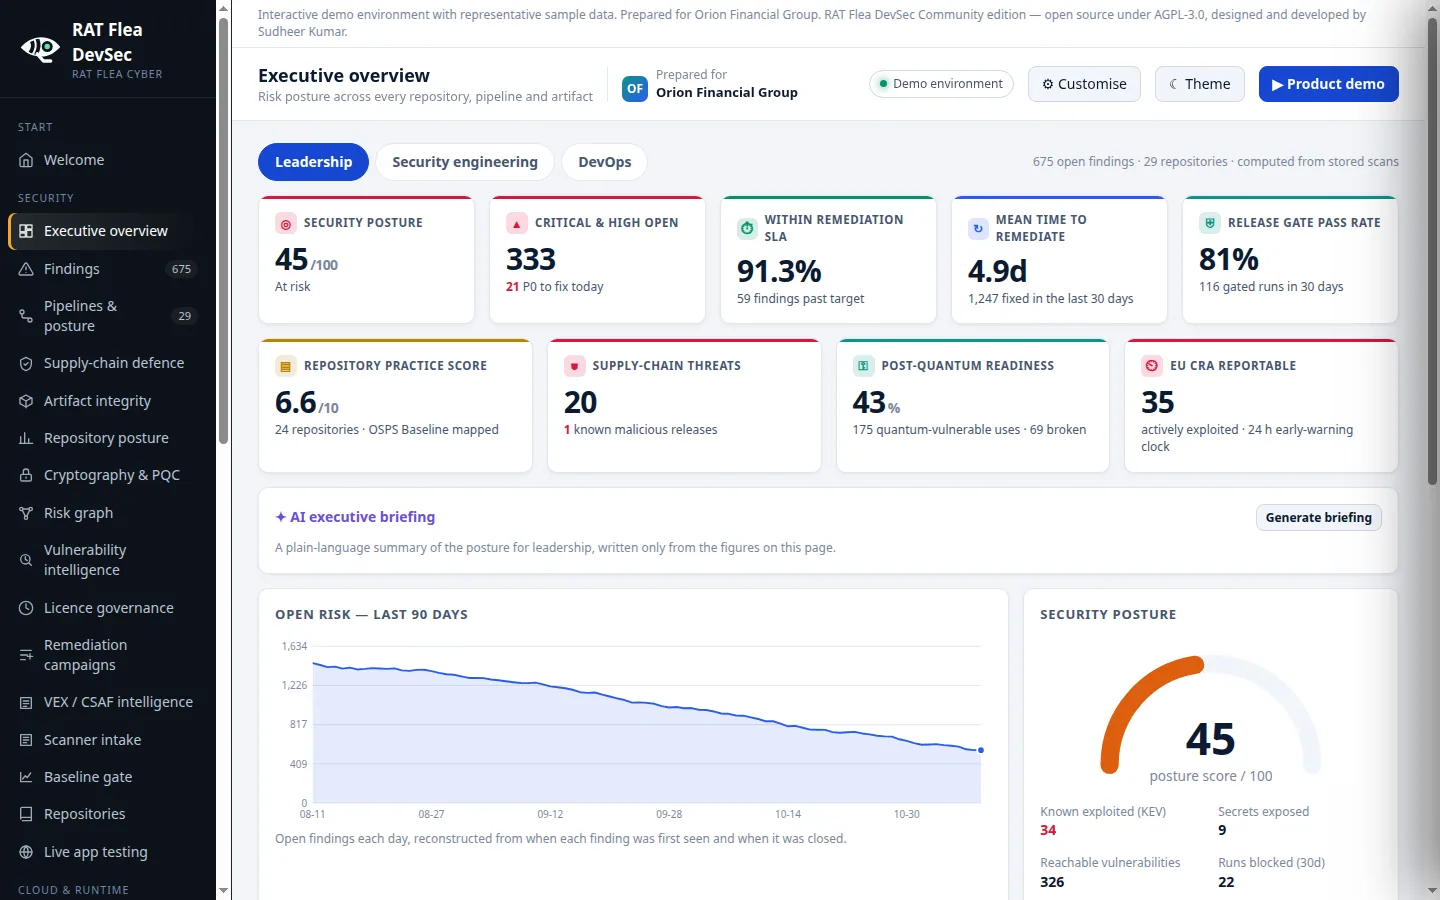 RAT Flea
DevSec
RAT FLEA CYBER
START
Welcome
SECURITY
Executive overview
Findings 675
Pipelines &
posture 29
Supply-chain defence
Artifact integrity
Repository posture
Cryptography & PQC
Risk graph
Vulnerability
intelligence
Licence governance
Remediation
campaigns
VEX / CSAF intelligence
Scanner intake
Baseline gate
Repositories
Live app testing
CLOUD & RUNTIME
Interactive demo environment with representative sample data. Prepared for Orion Financial Group. RAT Flea DevSec Community edition — open source under AGPL-3.0, designed and developed by
Sudheer Kumar.
Executive overview
Risk posture across every repository, pipeline and artifact
OF
Prepared for
Orion Financial Group
Demo environment
⚙ Customise
☾ Theme
▶ Product demo
Leadership
Security engineering
DevOps
675 open findings · 29 repositories · computed from stored scans
SECURITY POSTURE
45/100
At risk
CRITICAL & HIGH OPEN
333
21 P0 to fix today
WITHIN REMEDIATION
SLA
91.3%
59 findings past target
MEAN TIME TO
REMEDIATE
4.9d
1,247 fixed in the last 30 days
RELEASE GATE PASS RATE
81%
116 gated runs in 30 days
REPOSITORY PRACTICE SCORE
6.6/10
24 repositories · OSPS Baseline mapped
SUPPLY-CHAIN THREATS
20
1 known malicious releases
POST-QUANTUM READINESS
43%
175 quantum-vulnerable uses · 69 broken
EU CRA REPORTABLE
35
actively exploited · 24 h early-warning
clock
✦ AI executive briefing
Generate briefing
A plain-language summary of the posture for leadership, written only from the figures on this page.
OPEN RISK — LAST 90 DAYS
1,634
1,226
817
409
0
08-11 08-27 09-12 09-28 10-14 10-30
Open findings each day, reconstructed from when each finding was first seen and when it was closed.
SECURITY POSTURE
45
posture score / 100
Known exploited (KEV)
34
Secrets exposed
9
Reachable vulnerabilities
326
Runs blocked (30d)
22